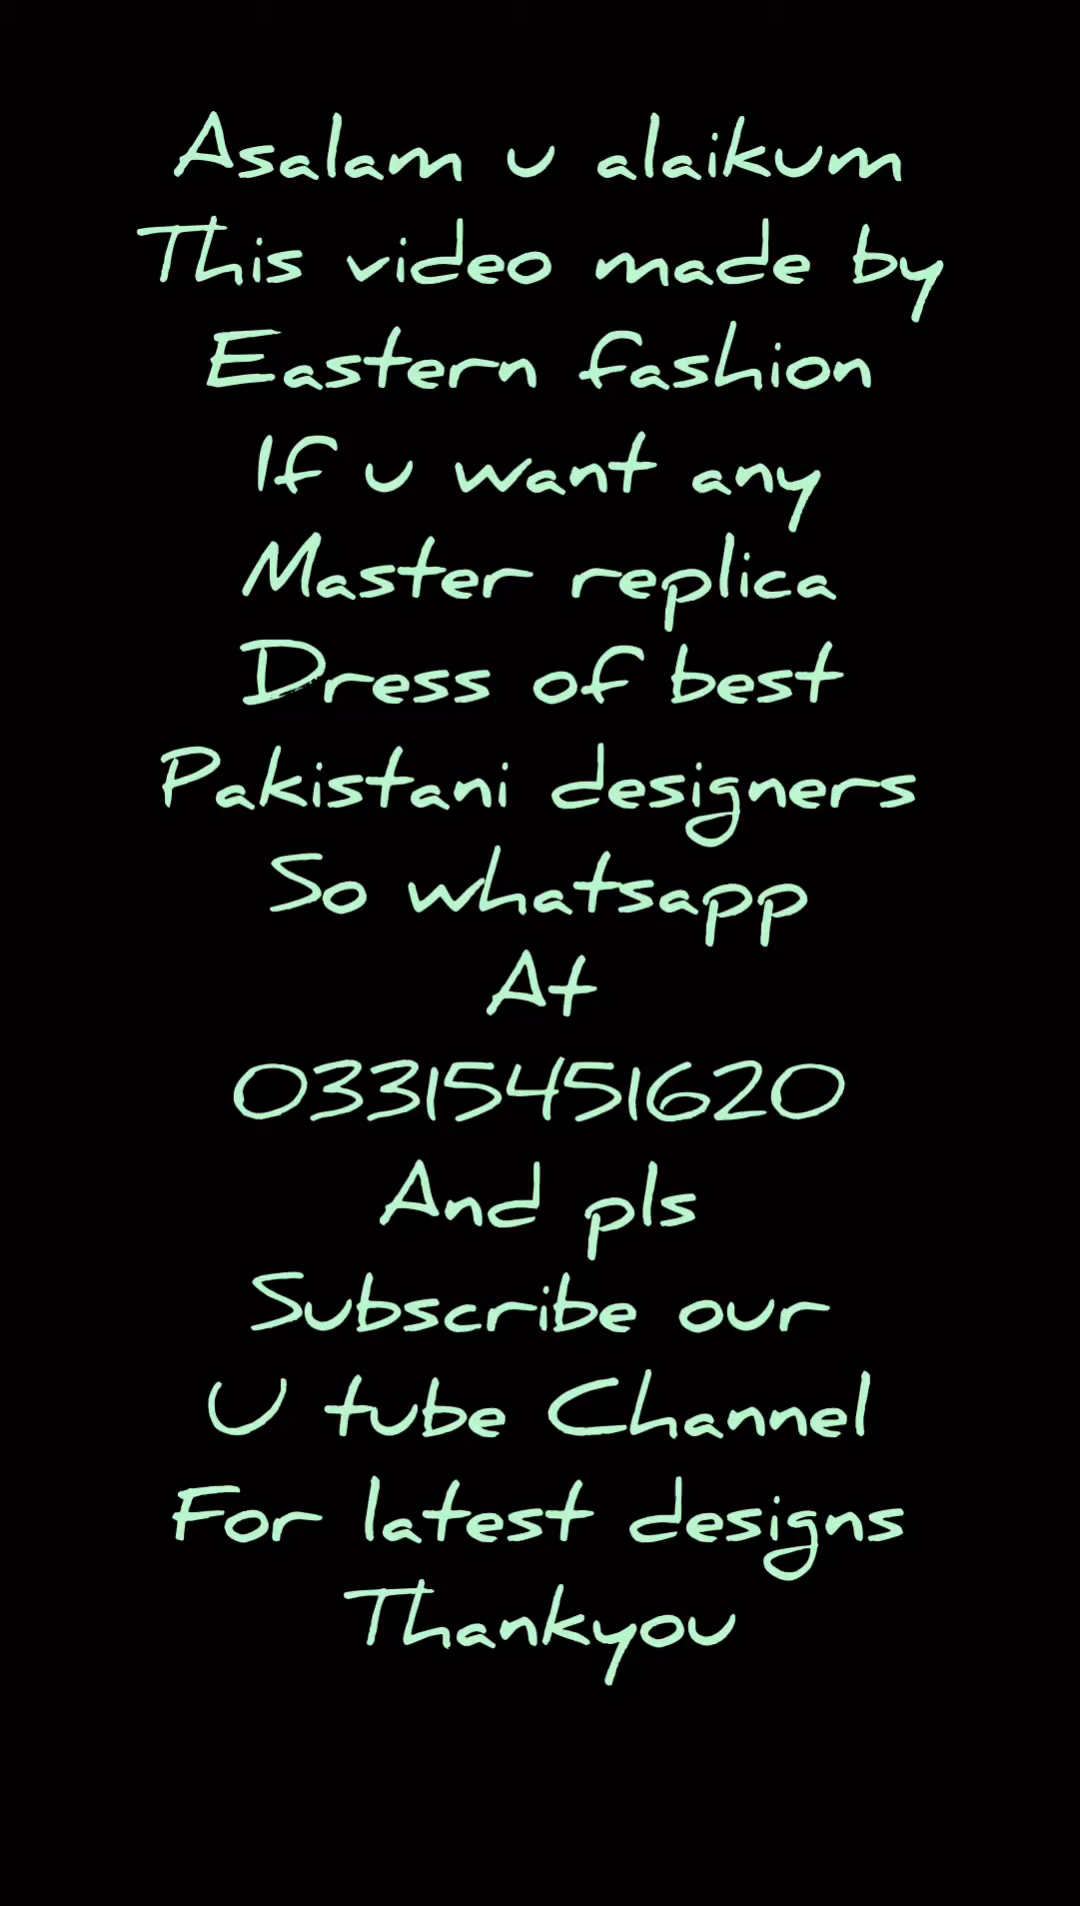 Asalam u alaikum
This video made by
Eastern fashion
If u want any
Master replica
Dress of best
Pakistani designers
So whatsapp
At
03315451620
And pls
Subscribe our
U tube Channel
For latest designs
Thankyou